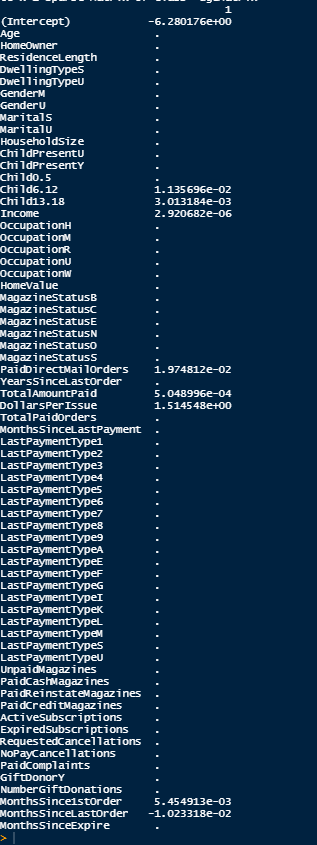 1
(Intercept) -6.280176e+00
Age .
HomeOwner .
ResidenceLength .
DwellingTypeS .
DwellingTypeU .
GenderM .
GenderU .
MaritalS .
MaritalU .
HouseholdSize .
ChildPresentU .
ChildPresentY .
Child0.5 .
Child6.12 1.135696e-02
Child13.18 3.013184e-03
Income 2.920682e-06
OccupationH .
OccupationM .
OccupationR .
OccupationU .
OccupationW .
HomeValue .
MagazineStatusB .
MagazineStatusC .
MagazineStatusE .
MagazineStatusN .
MagazineStatusO .
MagazineStatusS .
PaidDirectMailOrders 1.974812e-02
YearsSinceLastOrder .
TotalAmountPaid 5.048996e-04
DollarsPerIssue 1.514548e+00
TotalPaidOrders .
MonthsSinceLastPayment .
LastPaymentType1 .
LastPaymentType2 .
LastPaymentType3 .
LastPaymentType4 .
LastPaymentType5 .
LastPaymentType6 .
LastPaymentType7 .
LastPaymentType8 .
LastPaymentType9 .
LastPaymentTypeA .
LastPaymentTypeE .
LastPaymentTypeF .
LastPaymentTypeG .
LastPaymentTypeI .
LastPaymentTypeK .
LastPaymentTypeL .
LastPaymentTypeM .
LastPaymentTypeS .
LastPaymentTypeU .
UnpaidMagazines .
PaidCashMagazines .
PaidReinstateMagazines .
PaidCreditMagazines .
ActiveSubscriptions .
ExpiredSubscriptions .
RequestedCancellations .
NoPayCancellations .
PaidComplaints .
GiftDonorY .
NumberGiftDonations .
MonthsSince1stOrder 5.454913e-03
MonthsSinceLastOrder -1.023318e-02
MonthsSinceExpire .
>